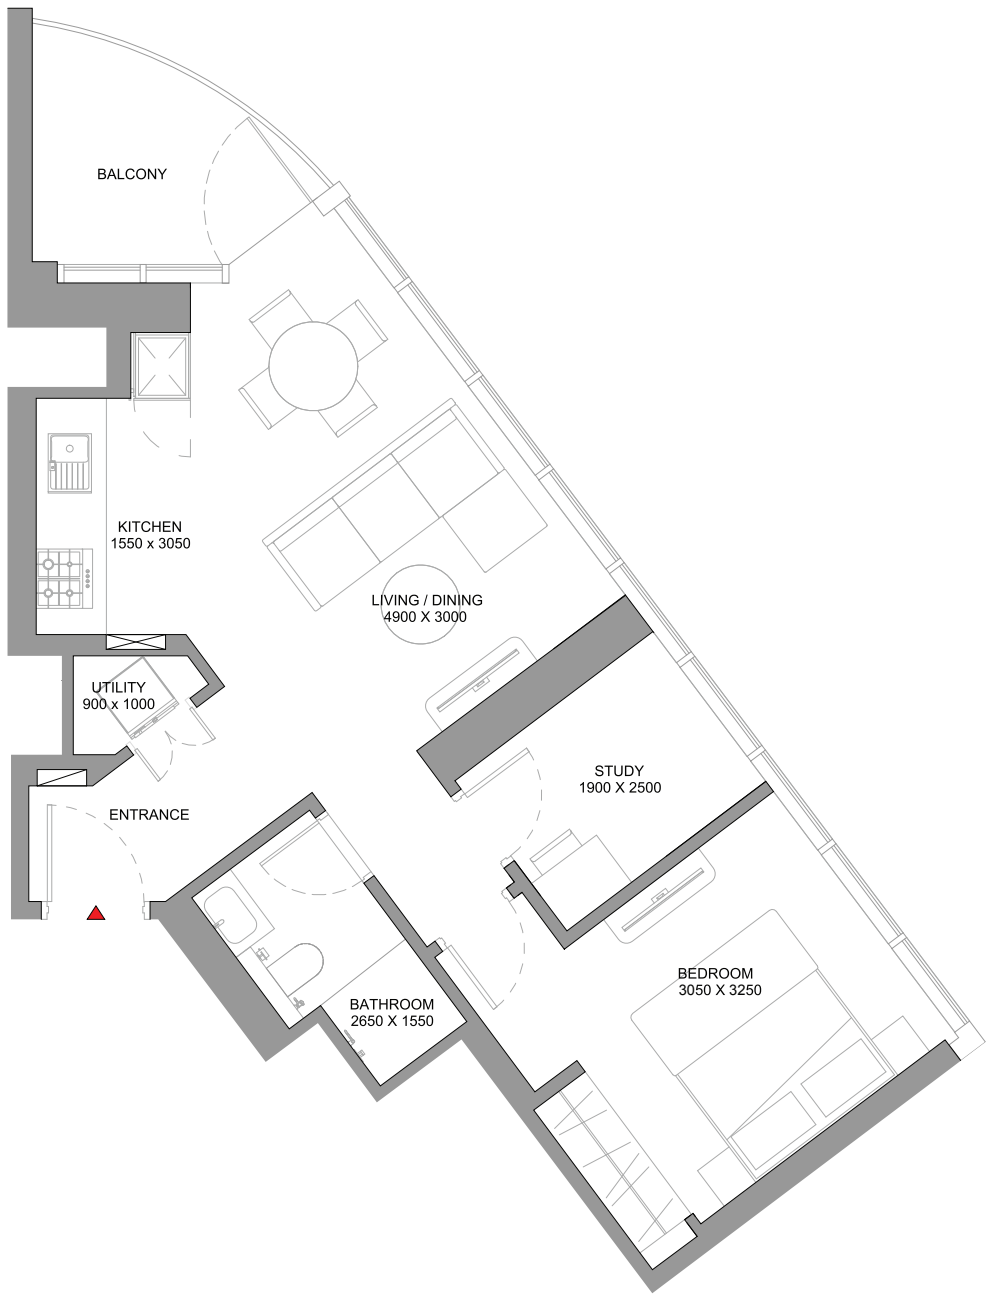 BALCONY
KITCHEN
1550 x 3050
LIVING / DINING
4900 X 3000
UTILITY
900 x 1000
STUDY
1900 X 2500
ENTRANCE
BEDROOM
3050 X 3250
BATHROOM
2650 X 1550